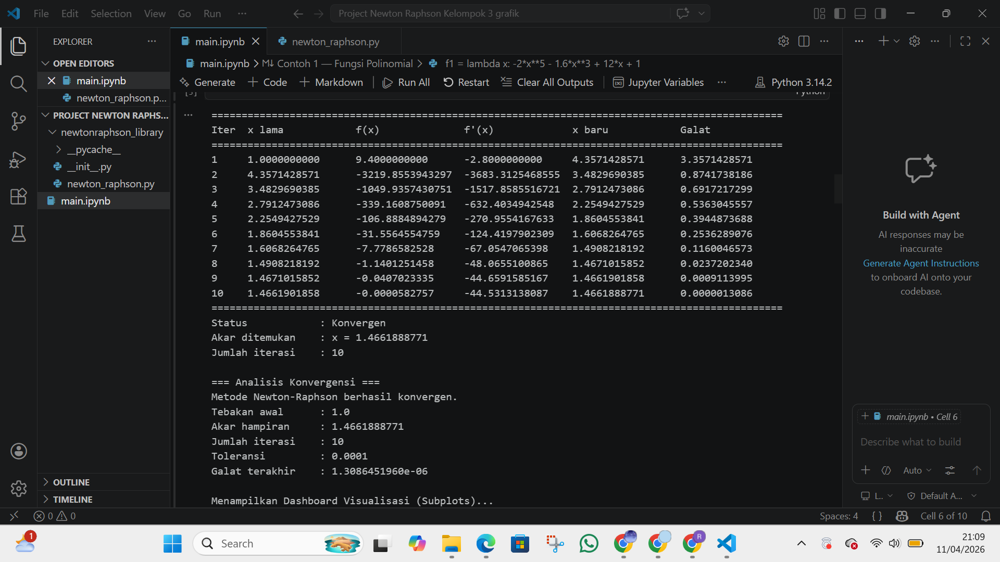 File Edit Selection View Go Run ···
Project Newton Raphson Kelompok 3 grafik
EXPLORER
OPEN EDITORS
main.ipynb
newton_raphson.p...
PROJECT NEWTON RAPHS...
newtonraphson_library
__pycache__
__init__.py
newton_raphson.py
main.ipynb
OUTLINE
TIMELINE
main.ipynb
newton_raphson.py
main.ipynb > M↓ Contoh 1 — Fungsi Polinomial > f1 = lambda x: -2*x**5 - 1.6*x**3 + 12*x + 1
Generate + Code + Markdown Run All Restart Clear All Outputs Jupyter Variables ··· Python 3.14.2
[5]
Python
===============================================================================================
Iter x lama f(x) f'(x) x baru Galat
===============================================================================================
1 1.0000000000 9.4000000000 -2.8000000000 4.3571428571 3.3571428571
2 4.3571428571 -3219.8553943297 -3683.3125468555 3.4829690385 0.8741738186
3 3.4829690385 -1049.9357430751 -1517.8585516721 2.7912473086 0.6917217299
4 2.7912473086 -339.1608750091 -632.4034942548 2.2549427529 0.5363045557
5 2.2549427529 -106.8884894279 -270.9554167633 1.8604553841 0.3944873688
6 1.8604553841 -31.5564554759 -124.4197902309 1.6068264765 0.2536289076
7 1.6068264765 -7.7786582528 -67.0547065398 1.4908218192 0.1160046573
8 1.4908218192 -1.1401251458 -48.0655100865 1.4671015852 0.0237202340
9 1.4671015852 -0.0407023335 -44.6591585167 1.4661901858 0.0009113995
10 1.4661901858 -0.0000582757 -44.5313138087 1.4661888771 0.0000013086
===============================================================================================
Status : Konvergen
Akar ditemukan : x = 1.4661888771
Jumlah iterasi : 10
=== Analisis Konvergensi ===
Metode Newton-Raphson berhasil konvergen.
Tebakan awal : 1.0
Akar hampiran : 1.4661888771
Jumlah iterasi : 10
Toleransi : 0.0001
Galat terakhir : 1.3086451960e-06
Menampilkan Dashboard Visualisasi (Subplots)...
Build with Agent
AI responses may be
inaccurate
Generate Agent Instructions
to onboard AI onto your
codebase.
main.ipynb • Cell 6
Describe what to build
Auto
L.. Default A...
0 0
Spaces: 4 { } Cell 6 of 10
1
Search
R
21:09
11/04/2026